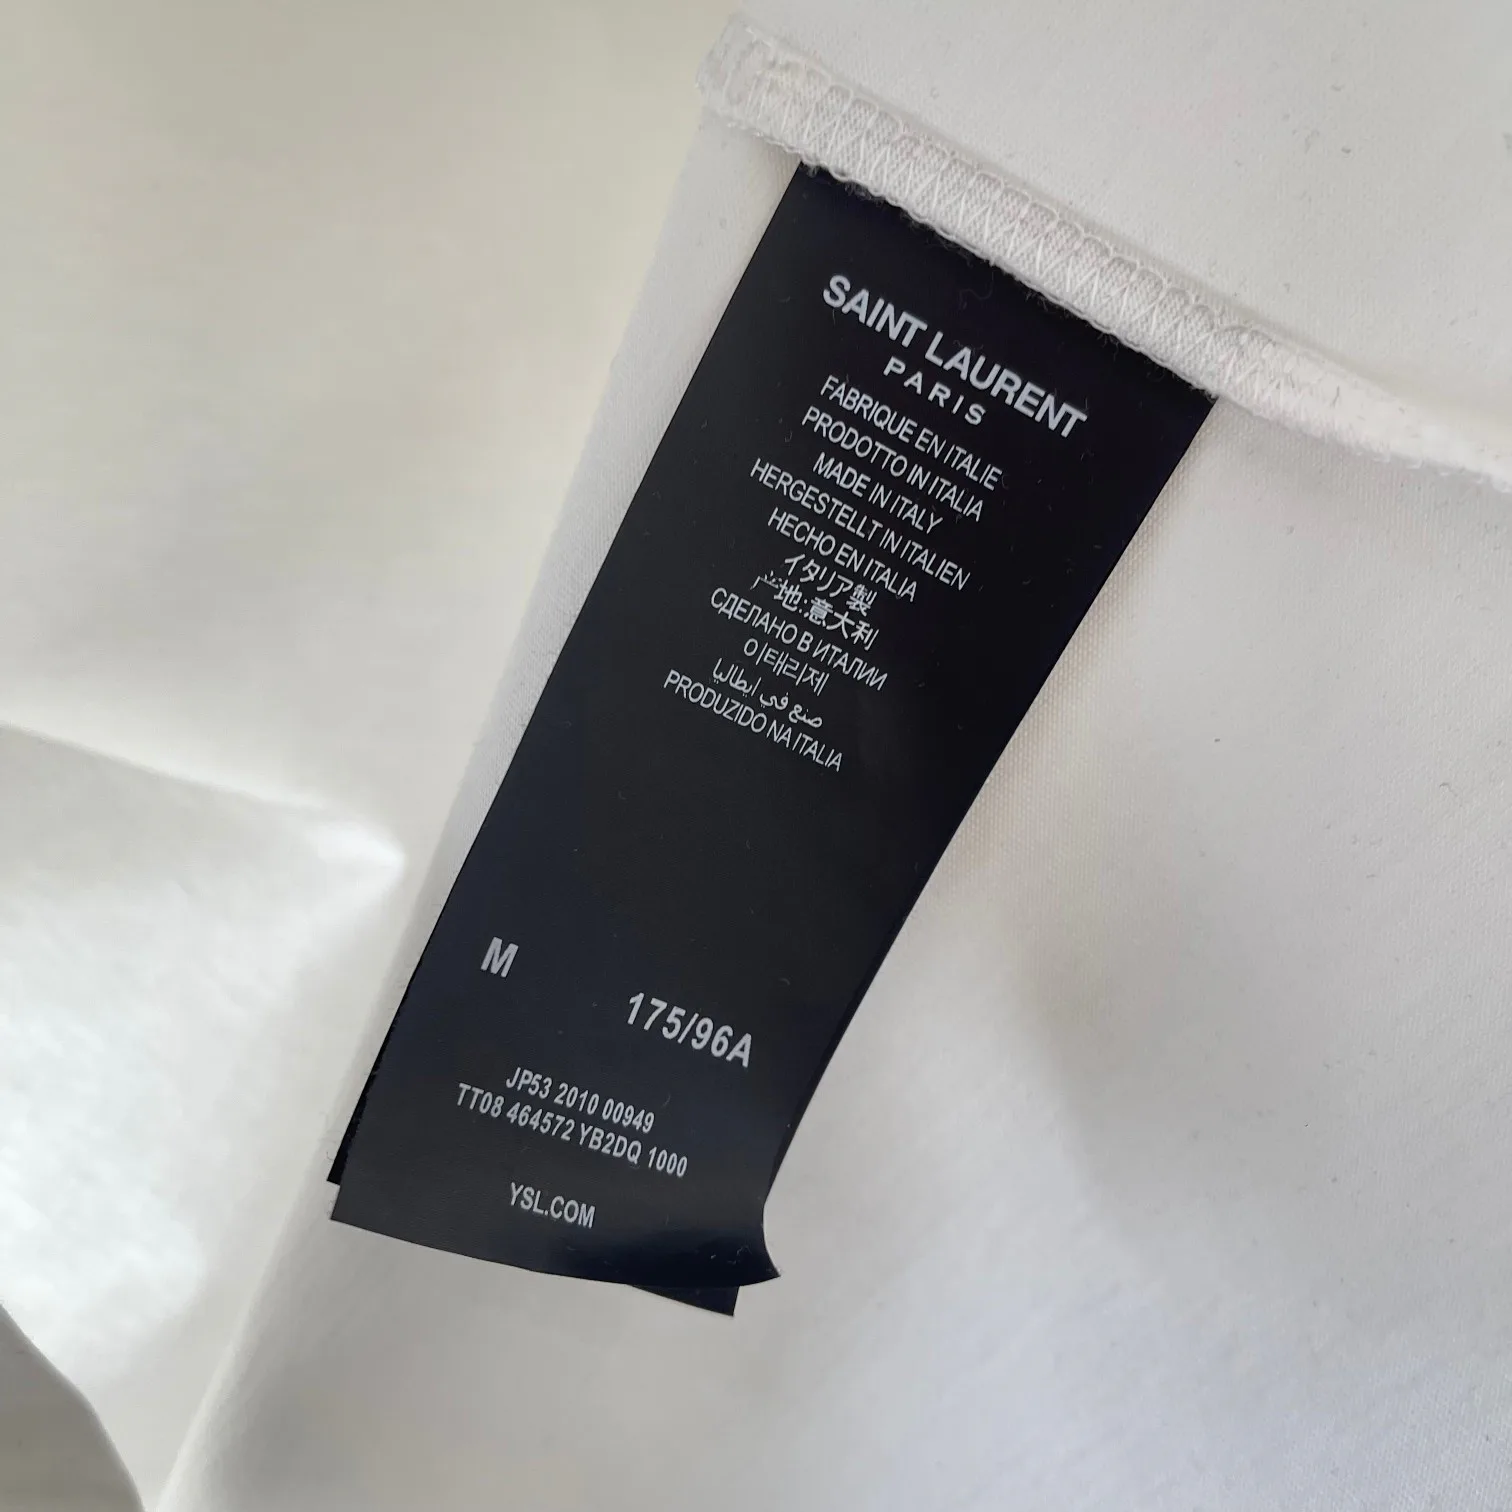 SAINT LAURENT
PARIS
FABRIQUE EN ITALIE
PRODOTTO IN ITALIA
MADE IN ITALY
HERGESTELLT IN ITALIEN
HECHO EN ITALIA
イタリア製
产地:意大利
СДЕЛАНО В ИТАЛИИ
이태리제
صنع في ايطاليا
PRODUZIDO NA ITALIA
M
175/96A
JP53 2010 00949
TT08 464572 YB2DQ 1000
YSL.COM